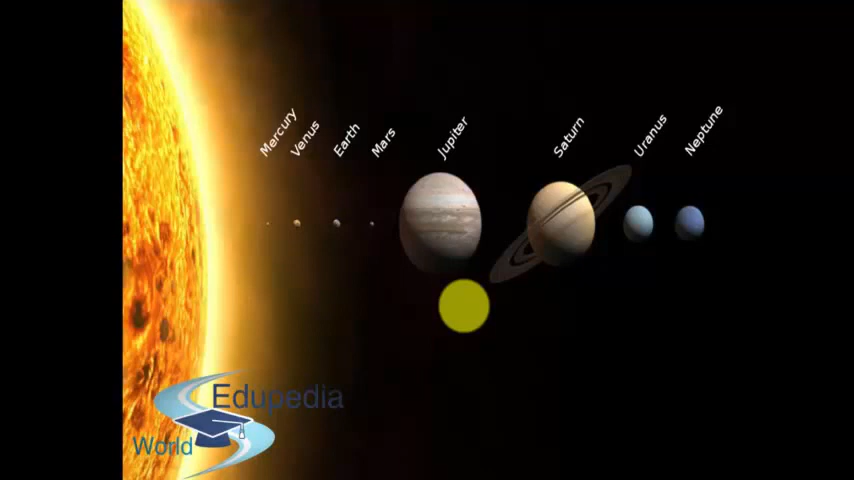 Mercury
Venus
Earth
Mars
Jupiter
Saturn
Uranus
Neptune
Edupedia
World